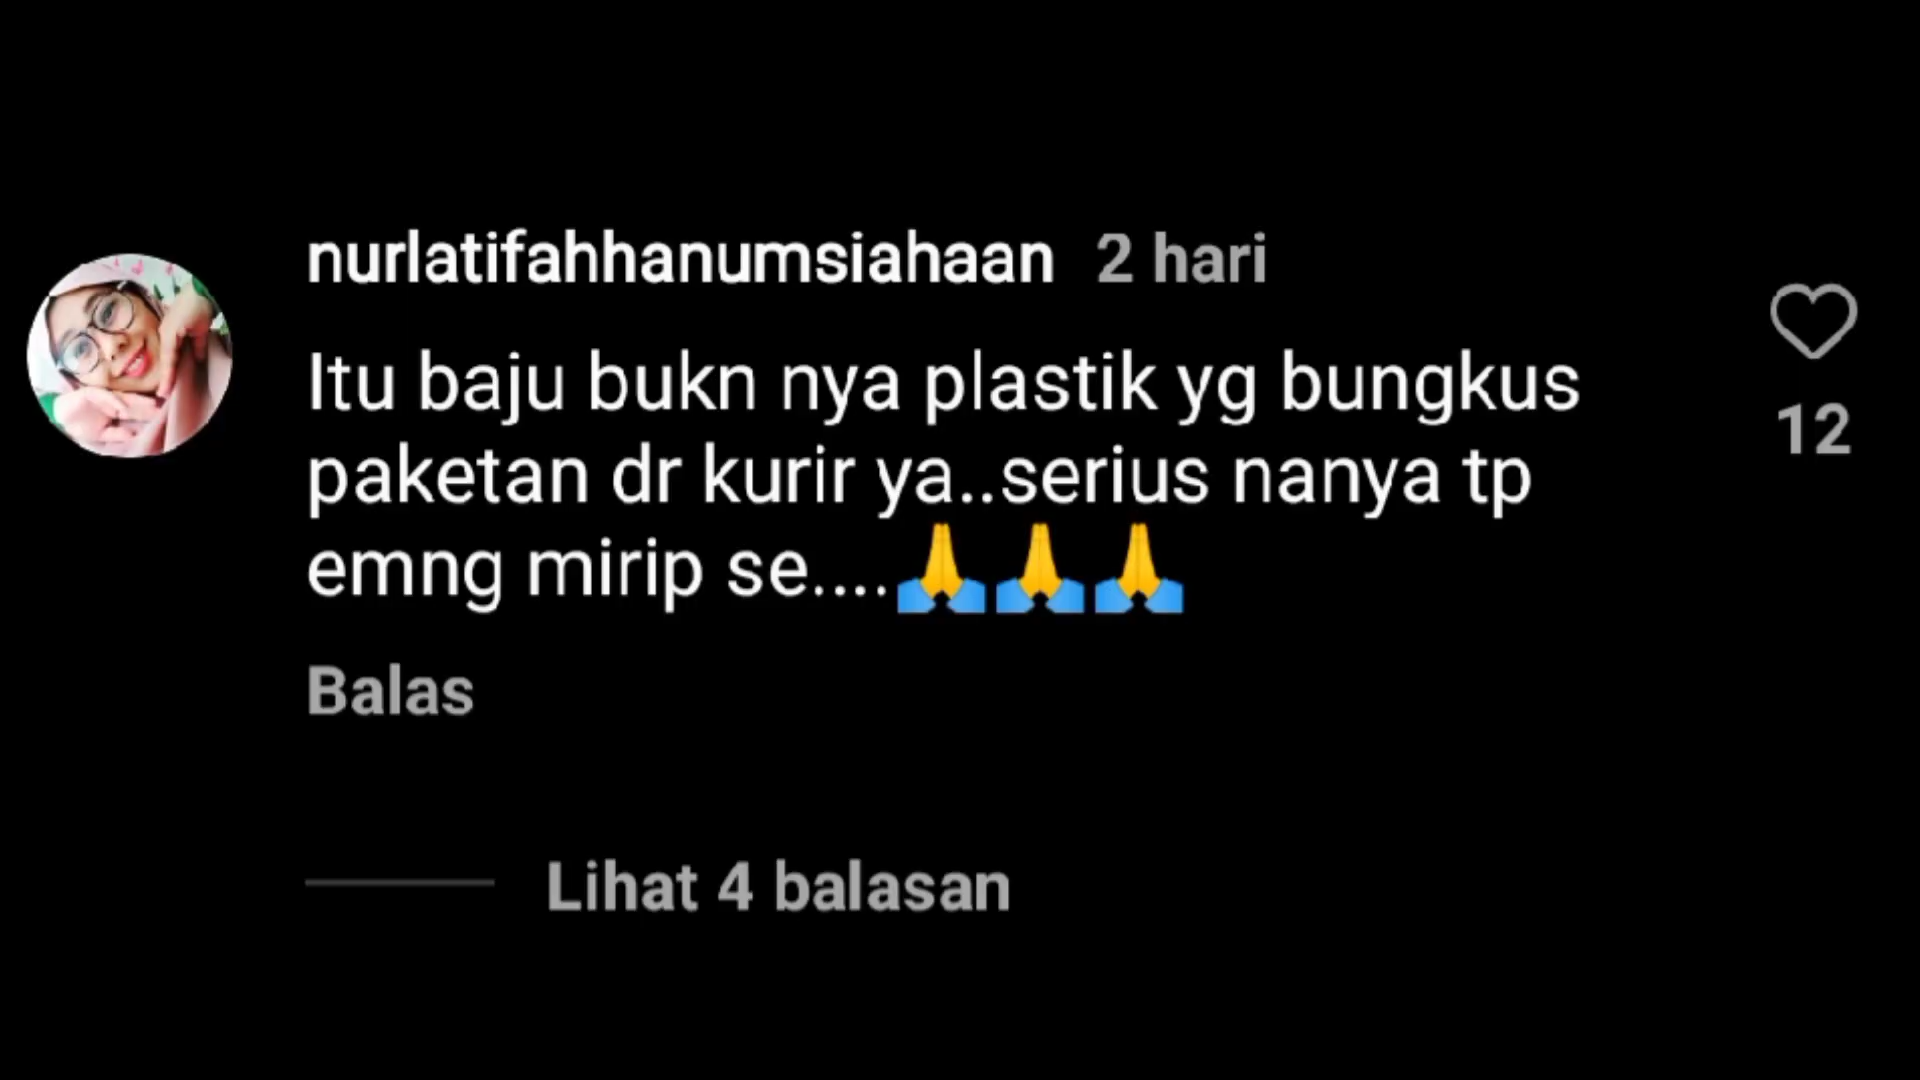 nurlatifahhanumsiahaan 2 hari
Itu baju bukn nya plastik yg bungkus
paketan dr kurir ya..serius nanya tp
emng mirip se....🙏🙏🙏
12
Balas
Lihat 4 balasan